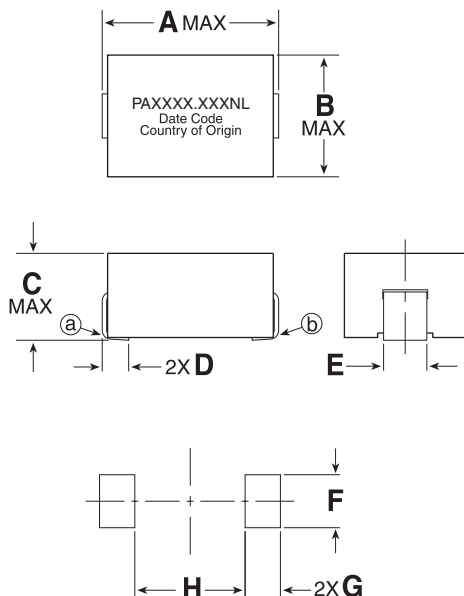 A MAX
PAXXXX.XXXNL
Date Code
Country of Origin
B
MAX
C
MAX
a
b
2X D
E
F
H
2X G